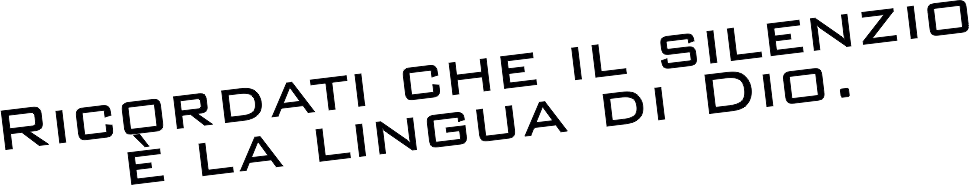 RICORDATI CHE IL SILENZIO
E LA LINGUA DI DIO.